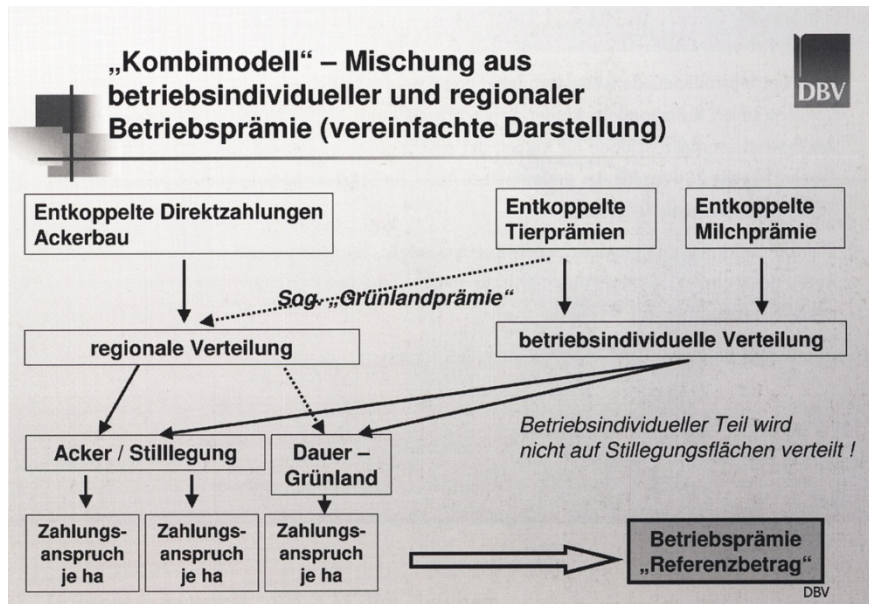 „Kombimodell“ – Mischung aus
betriebsindividueller und regionaler
Betriebsprämie (vereinfachte Darstellung)
DBV
Entkoppelte Direktzahlungen
Ackerbau
Entkoppelte
Tierprämien
Entkoppelte
Milchprämie
Sog. „Grünlandprämie“
regionale Verteilung
betriebsindividuelle Verteilung
Betriebsindividueller Teil wird
nicht auf Stillegungsflächen verteilt !
Acker / Stilllegung
Dauer –
Grünland
Zahlungs-
anspruch
je ha
Zahlungs-
anspruch
je ha
Zahlungs-
anspruch
je ha
Betriebsprämie
„Referenzbetrag“
DBV